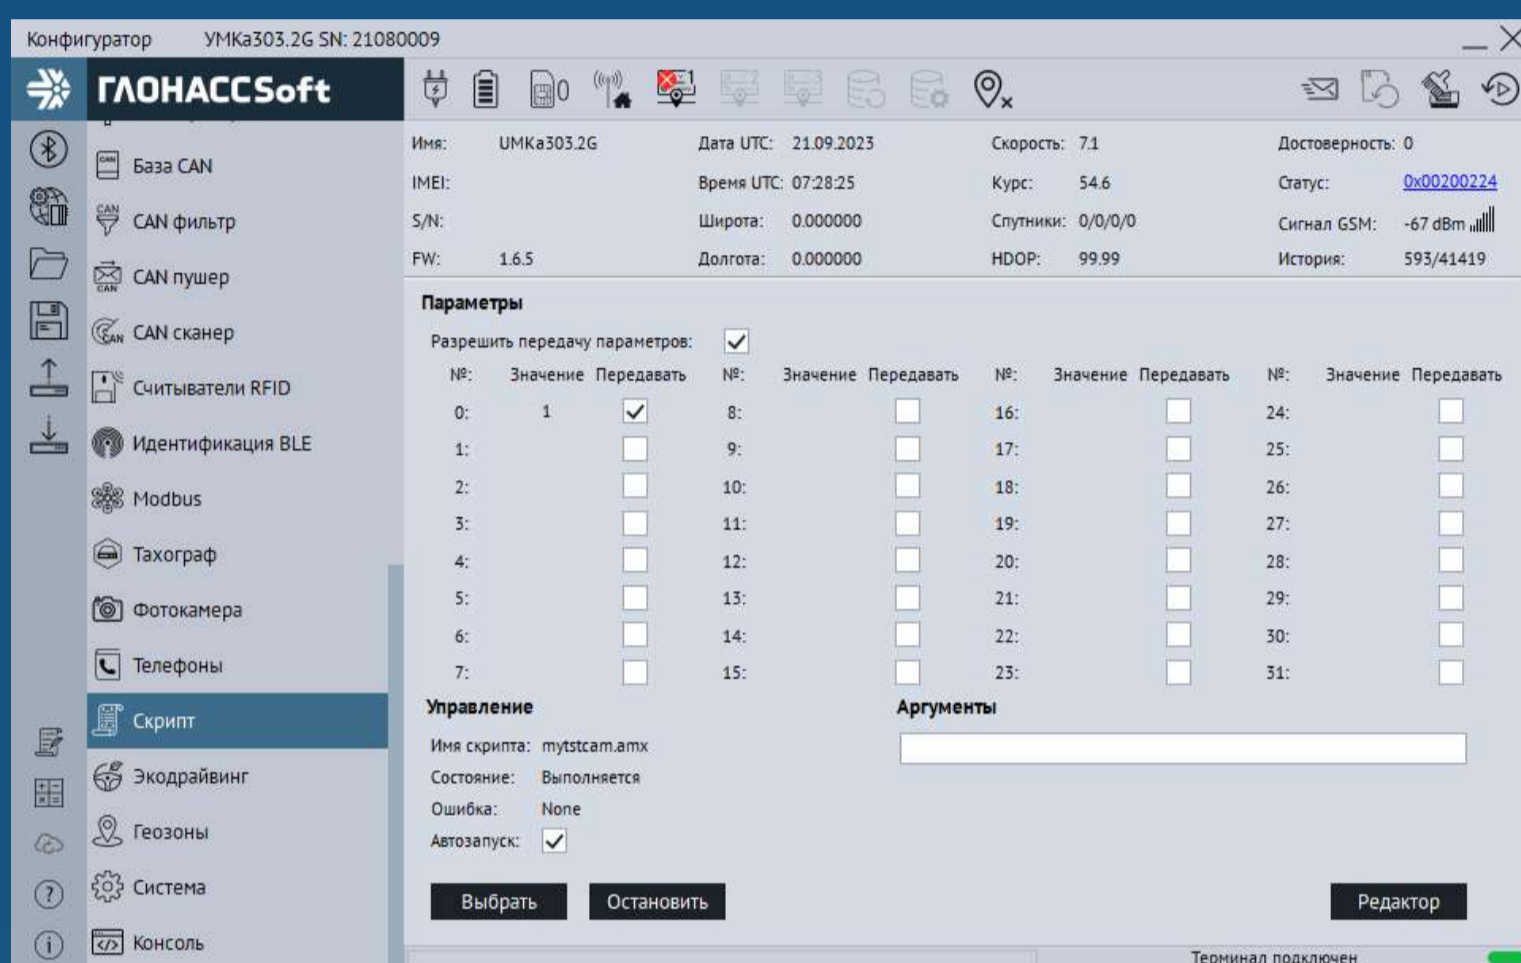 Конфигуратор УМКа303.2G SN: 21080009
ГЛОНАССSoft
0 1 2 3
База CAN
CAN фильтр
CAN пушер
CAN сканер
Считыватели RFID
Идентификация BLE
Modbus
Тахограф
Фотокамера
Телефоны
Скрипт
Экодрайвинг
Геозоны
Система
Консоль
Имя: UMKa303.2G Дата UTC: 21.09.2023 Скорость: 7.1 Достоверность: 0
IMEI: Время UTC: 07:28:25 Курс: 54.6 Статус: 0x00200224
S/N: Широта: 0.000000 Спутники: 0/0/0/0 Сигнал GSM: -67 dBm
FW: 1.6.5 Долгота: 0.000000 HDOP: 99.99 История: 593/41419
Параметры
Разрешить передачу параметров:
№: Значение Передавать №: Значение Передавать №: Значение Передавать №: Значение Передавать
0: 1 8: 16: 24:
1: 9: 17: 25:
2: 10: 18: 26:
3: 11: 19: 27:
4: 12: 20: 28:
5: 13: 21: 29:
6: 14: 22: 30:
7: 15: 23: 31:
Управление Аргументы
Имя скрипта: mytstcam.amx
Состояние: Выполняется
Ошибка: None
Автозапуск:
Выбрать Остановить Редактор
Терминал подключен